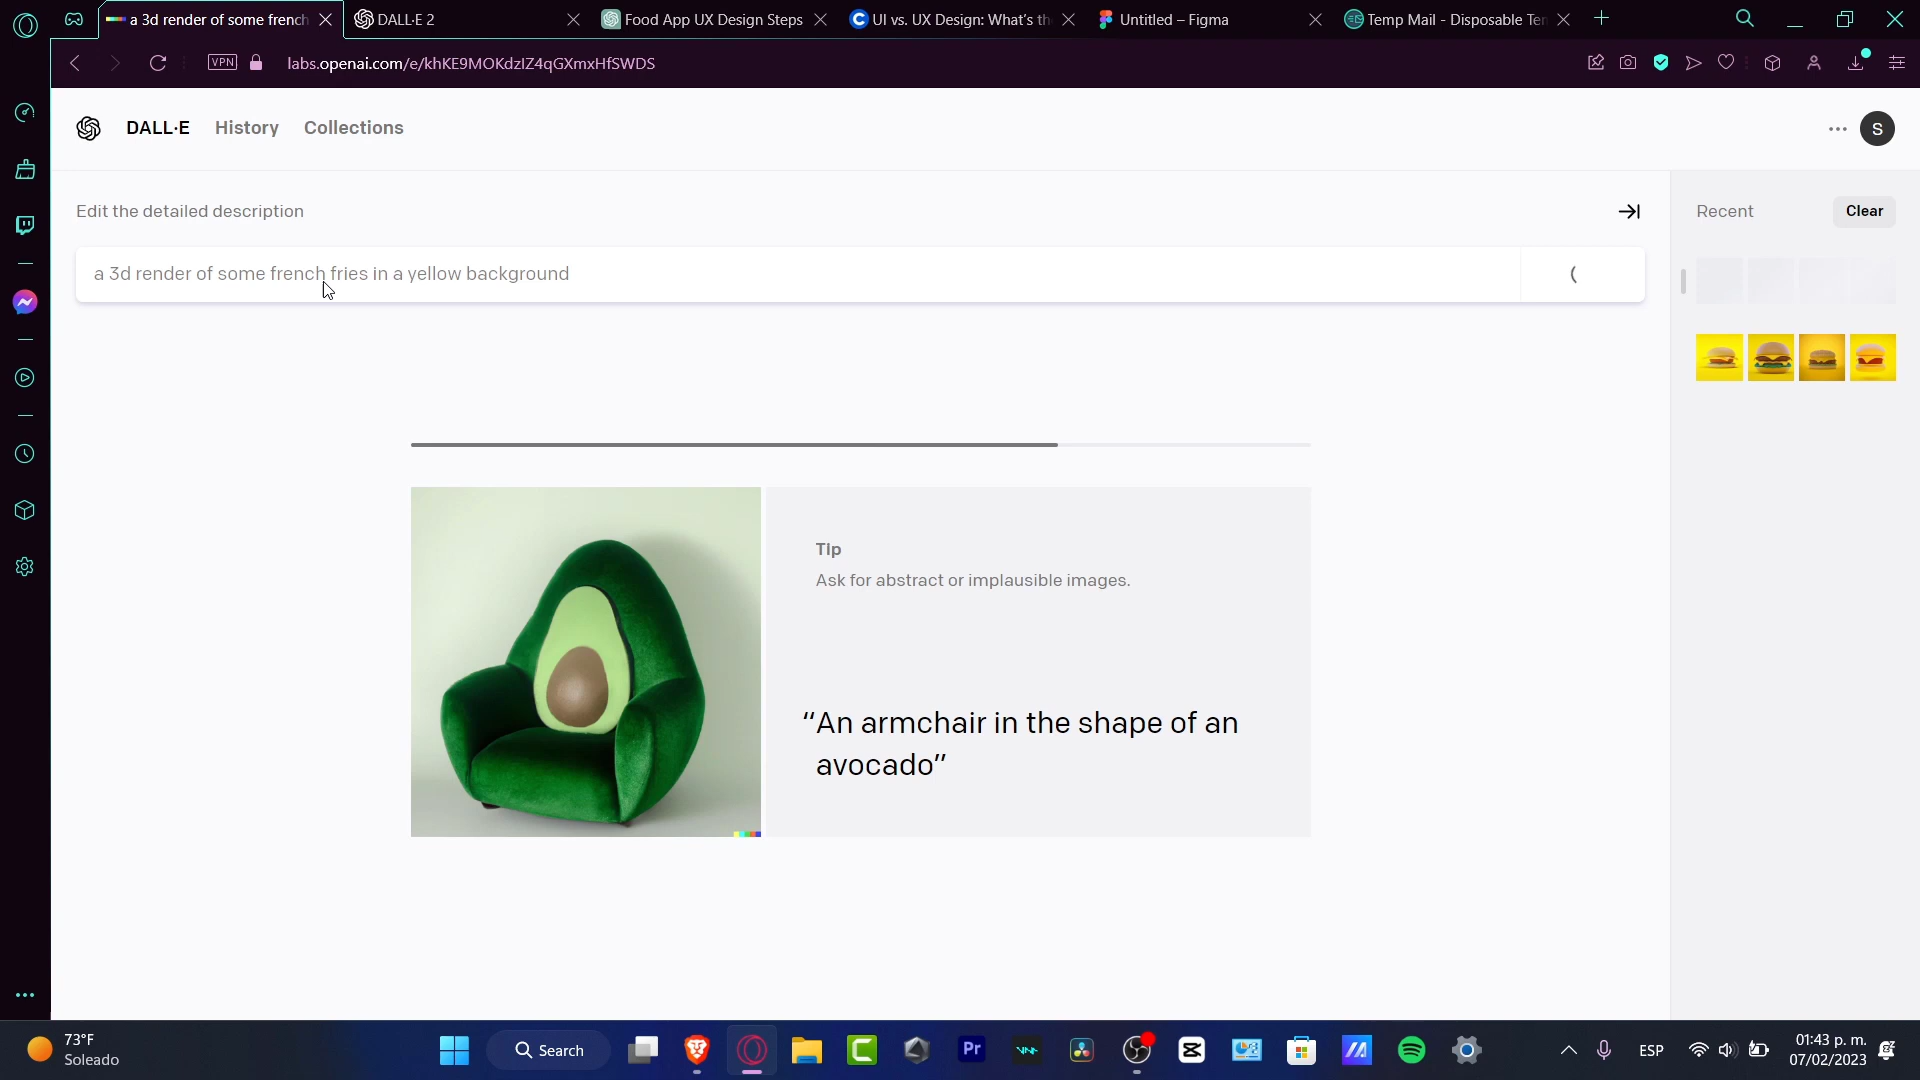 a 3d render of some french
DALL·E 2
Food App UX Design Steps
UI vs. UX Design: What's th
Untitled – Figma
Temp Mail - Disposable Ter
VPN
labs.openai.com/e/khKE9MOKdzIZ4qGXmxHfSWDS
DALL·E
History
Collections
S
Edit the detailed description
Recent
Clear
a 3d render of some french fries in a yellow background
Tip
Ask for abstract or implausible images.
“An armchair in the shape of an
avocado”
73°F
Soleado
Search
Pr
ESP
01:43 p. m.
07/02/2023